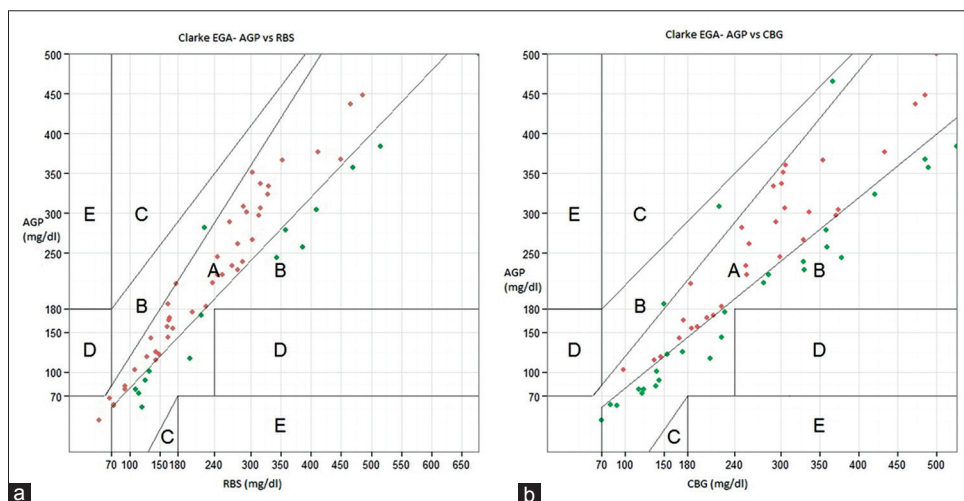 Clarke EGA- AGP vs RBS
500
450
400
350
300
250
180
150
100
70
AGP
(mg/dl)
E
C
B
A
B
D
D
C
E
70 100 150 180 240 300 350 400 450 500 550 600 650
RBS (mg/dl)
a
Clarke EGA- AGP vs CBG
500
450
400
350
300
250
180
150
100
70
AGP
(mg/dl)
E
C
B
A
B
D
D
C
E
70 100 150 180 240 300 350 400 450 500
CBG (mg/dl)
b